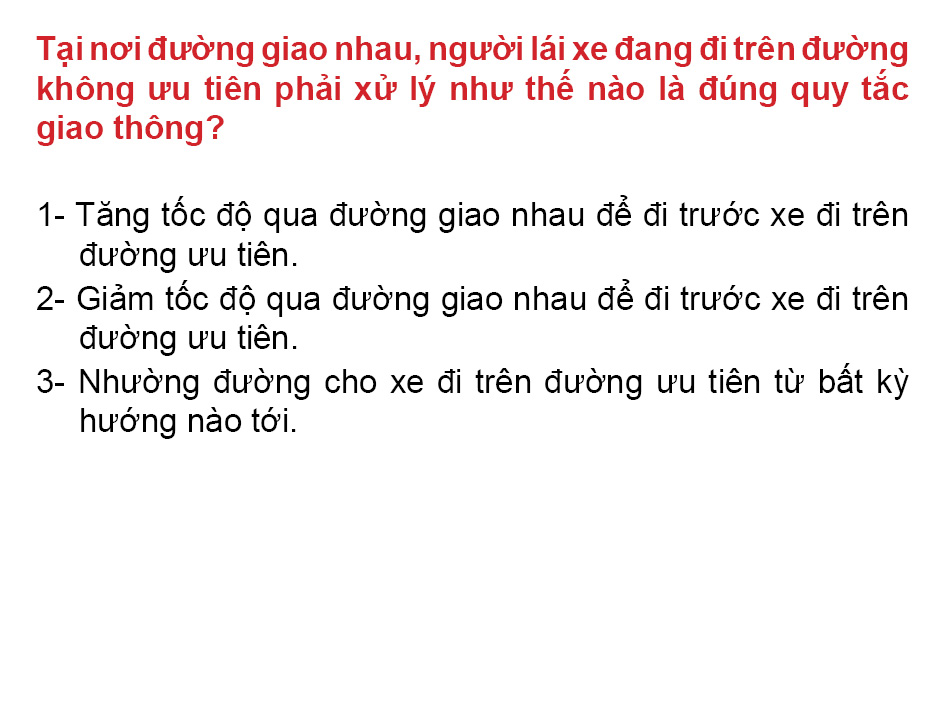 Tại nơi đường giao nhau, người lái xe đang đi trên đường
không ưu tiên phải xử lý như thế nào là đúng quy tắc
giao thông?
1- Tăng tốc độ qua đường giao nhau để đi trước xe đi trên
đường ưu tiên.
2- Giảm tốc độ qua đường giao nhau để đi trước xe đi trên
đường ưu tiên.
3- Nhường đường cho xe đi trên đường ưu tiên từ bất kỳ
hướng nào tới.